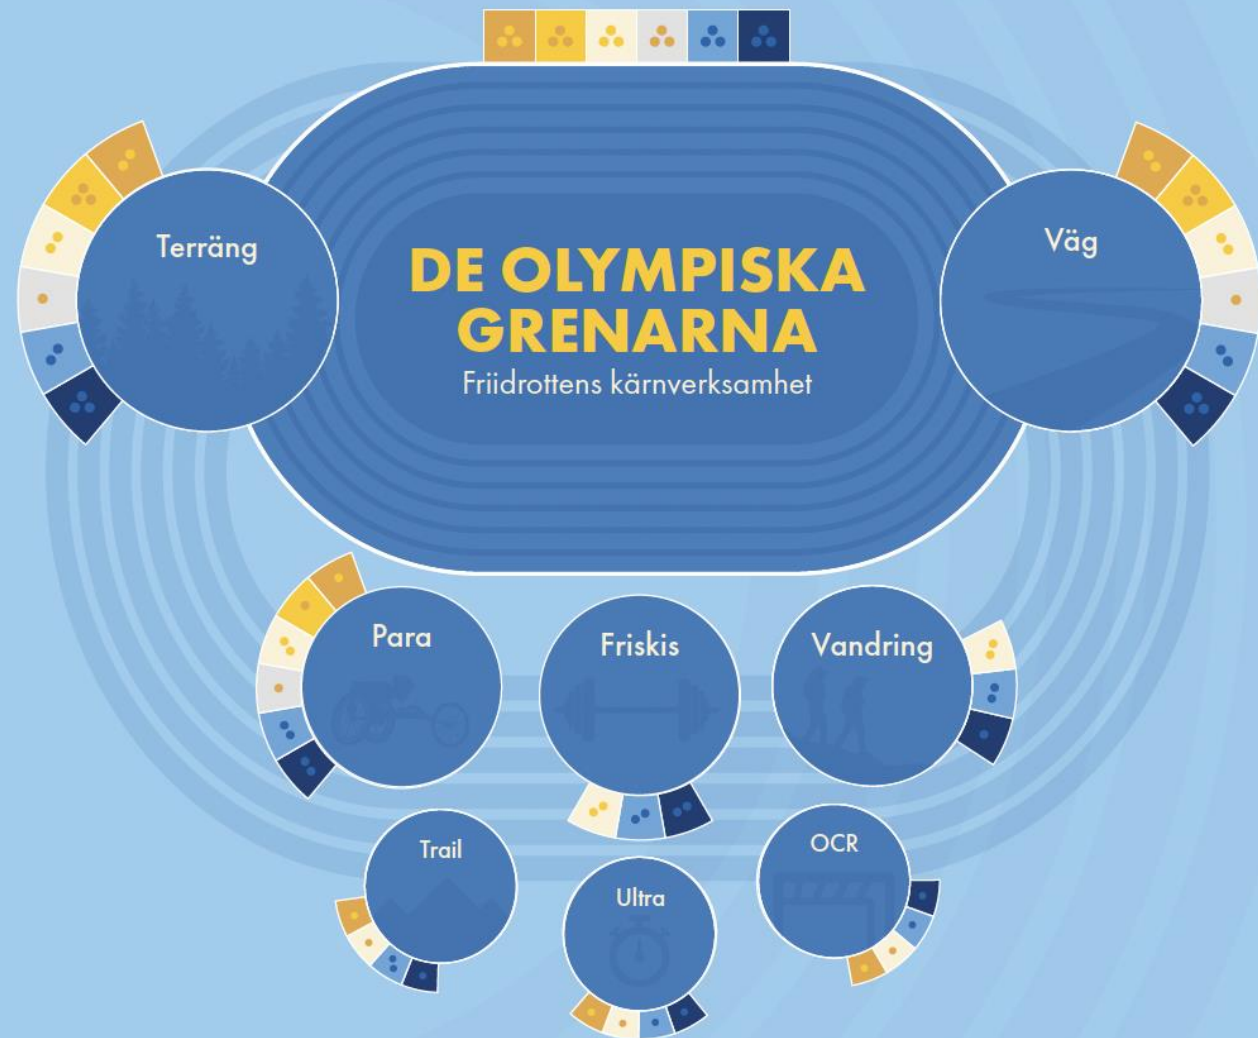 Terräng
Väg
DE OLYMPISKA
GRENARNA
Friidrottens kärnverksamhet
Para
Friskis
Vandring
Trail
Ultra
OCR